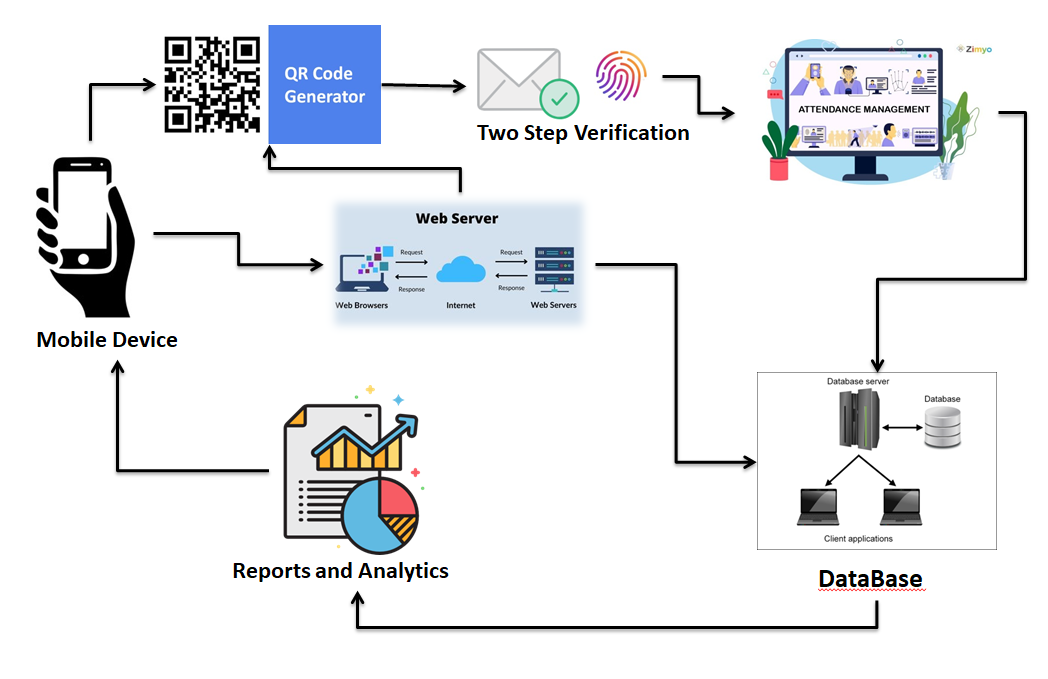 QR Code
Generator
Two Step Verification
Zimyo
ATTENDANCE MANAGEMENT
Web Server
Request
Response
Request
Response
Web Browsers
Internet
Web Servers
Mobile Device
Database server
Database
Client applications
Reports and Analytics
DataBase